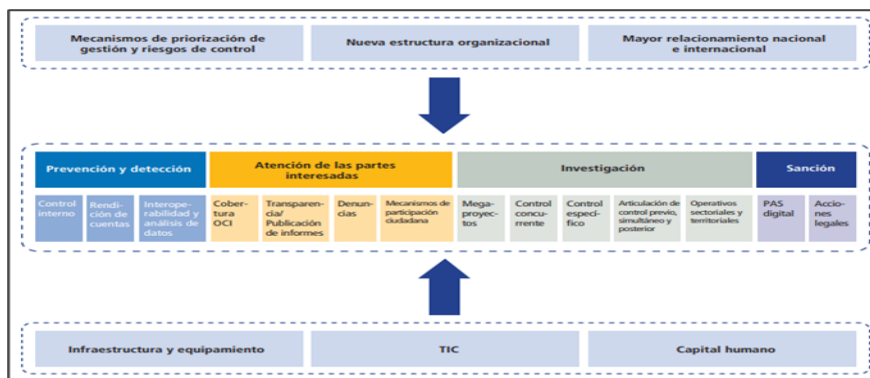 Mecanismos de priorización de
gestión y riesgos de control
Nueva estructura organizacional
Mayor relacionamiento nacional
e internacional
Prevención y detección
Atención de las partes
interesadas
Investigación
Sanción
Control
interno
Rendi-
ción de
cuentas
Interope-
rabilidad y
análisis de
datos
Cober-
tura
OCI
Transparencia/
Publicación
de informes
Denun-
cias
Mecanismos de
participación
ciudadana
Mega-
proyec-
tos
Control
concu-
rrente
Control
especí-
fico
Articulación de
control previo,
simultáneo y
posterior
Operativos
sectoriales y
territoriales
PAS
digital
Accio-
nes
legales
Infraestructura y equipamiento
TIC
Capital humano